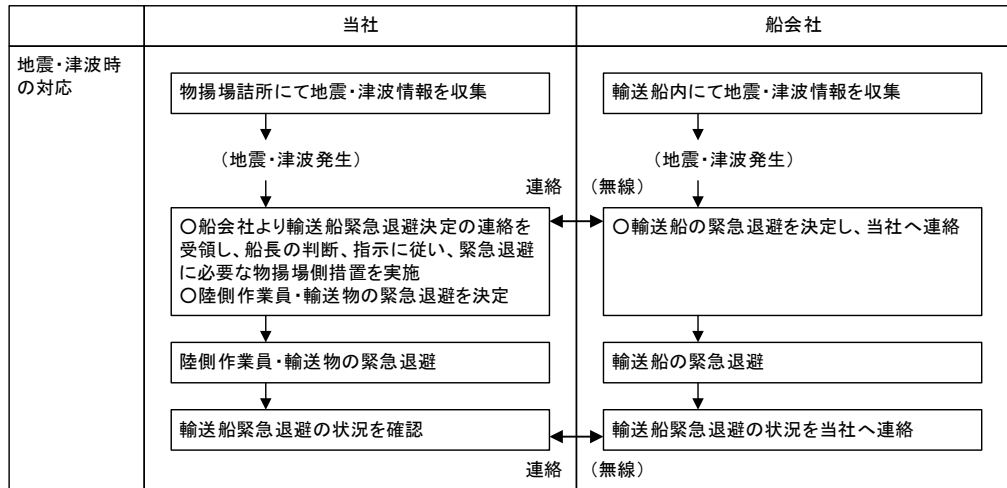 当社
船会社
地震・津波時
の対応
物揚場詰所にて地震・津波情報を収集
輸送船内にて地震・津波情報を収集
（地震・津波発生）
（地震・津波発生）
連絡
（無線）
〇船会社より輸送船緊急退避決定の連絡を
受領し、船長の判断、指示に従い、緊急退避
に必要な物揚場側措置を実施
〇陸側作業員・輸送物の緊急退避を決定
〇輸送船の緊急退避を決定し、当社へ連絡
陸側作業員・輸送物の緊急退避
輸送船の緊急退避
輸送船緊急退避の状況を確認
輸送船緊急退避の状況を当社へ連絡
連絡
（無線）